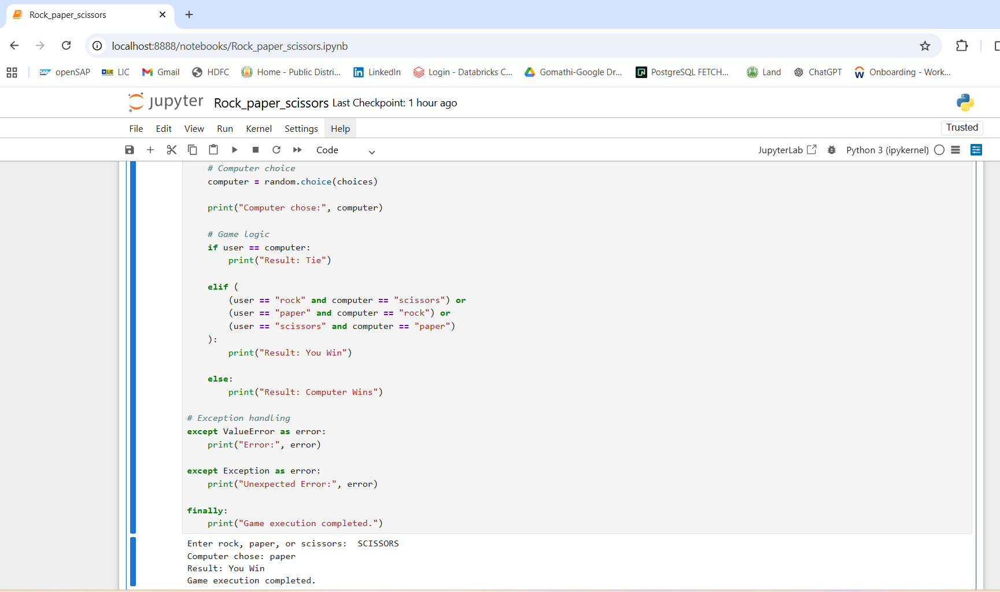 Rock_paper_scissors
localhost:8888/notebooks/Rock_paper_scissors.ipynb
openSAP LIC Gmail HDFC Home - Public Distri... LinkedIn Login - Databricks C... Gomathi-Google Dr... PostgreSQL FETCH... Land ChatGPT Onboarding - Work...
jupyter Rock_paper_scissors Last Checkpoint: 1 hour ago
File Edit View Run Kernel Settings Help Trusted
Code JupyterLab Python 3 (ipykernel)
# Computer choice
computer = random.choice(choices)
print("Computer chose:", computer)
# Game logic
if user == computer:
print("Result: Tie")
elif (
(user == "rock" and computer == "scissors") or
(user == "paper" and computer == "rock") or
(user == "scissors" and computer == "paper")
):
print("Result: You Win")
else:
print("Result: Computer Wins")
# Exception handling
except ValueError as error:
print("Error:", error)
except Exception as error:
print("Unexpected Error:", error)
finally:
print("Game execution completed.")
Enter rock, paper, or scissors:  SCISSORS
Computer chose: paper
Result: You Win
Game execution completed.